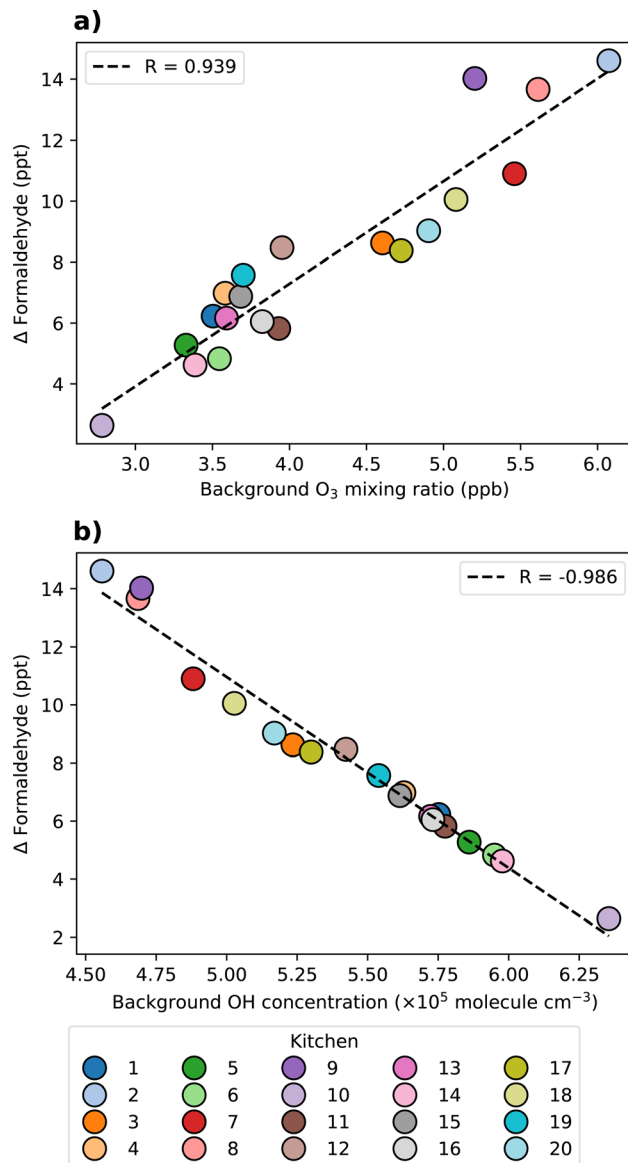 a)
R = 0.939
14
12
10
8
6
4
Δ Formaldehyde (ppt)
3.0 3.5 4.0 4.5 5.0 5.5 6.0
Background O₃ mixing ratio (ppb)
b)
R = -0.986
14
12
10
8
6
4
2
Δ Formaldehyde (ppt)
4.50 4.75 5.00 5.25 5.50 5.75 6.00 6.25
Background OH concentration (×10⁵ molecule cm⁻³)
Kitchen
1 5 9 13 17
2 6 10 14 18
3 7 11 15 19
4 8 12 16 20